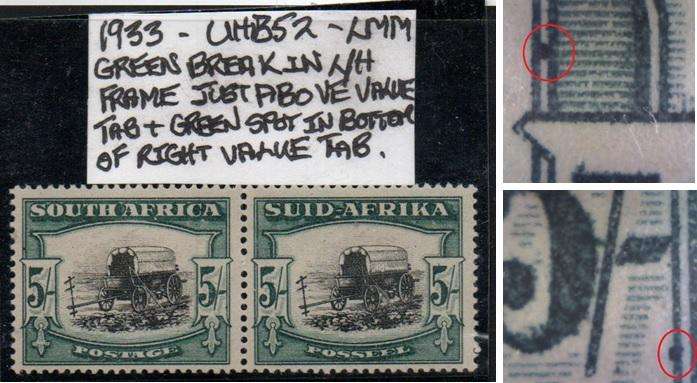 1933 - UHB52 - LMM
GREEN BREAK IN L/H
FRAME JUST ABOVE VALUE
TAB + GREEN SPOT IN BOTTOM
OF RIGHT VALUE TAB.
SOUTH AFRICA
5/-
5/-
POSTAGE
SUID-AFRIKA
5/-
5/-
POSSEËL